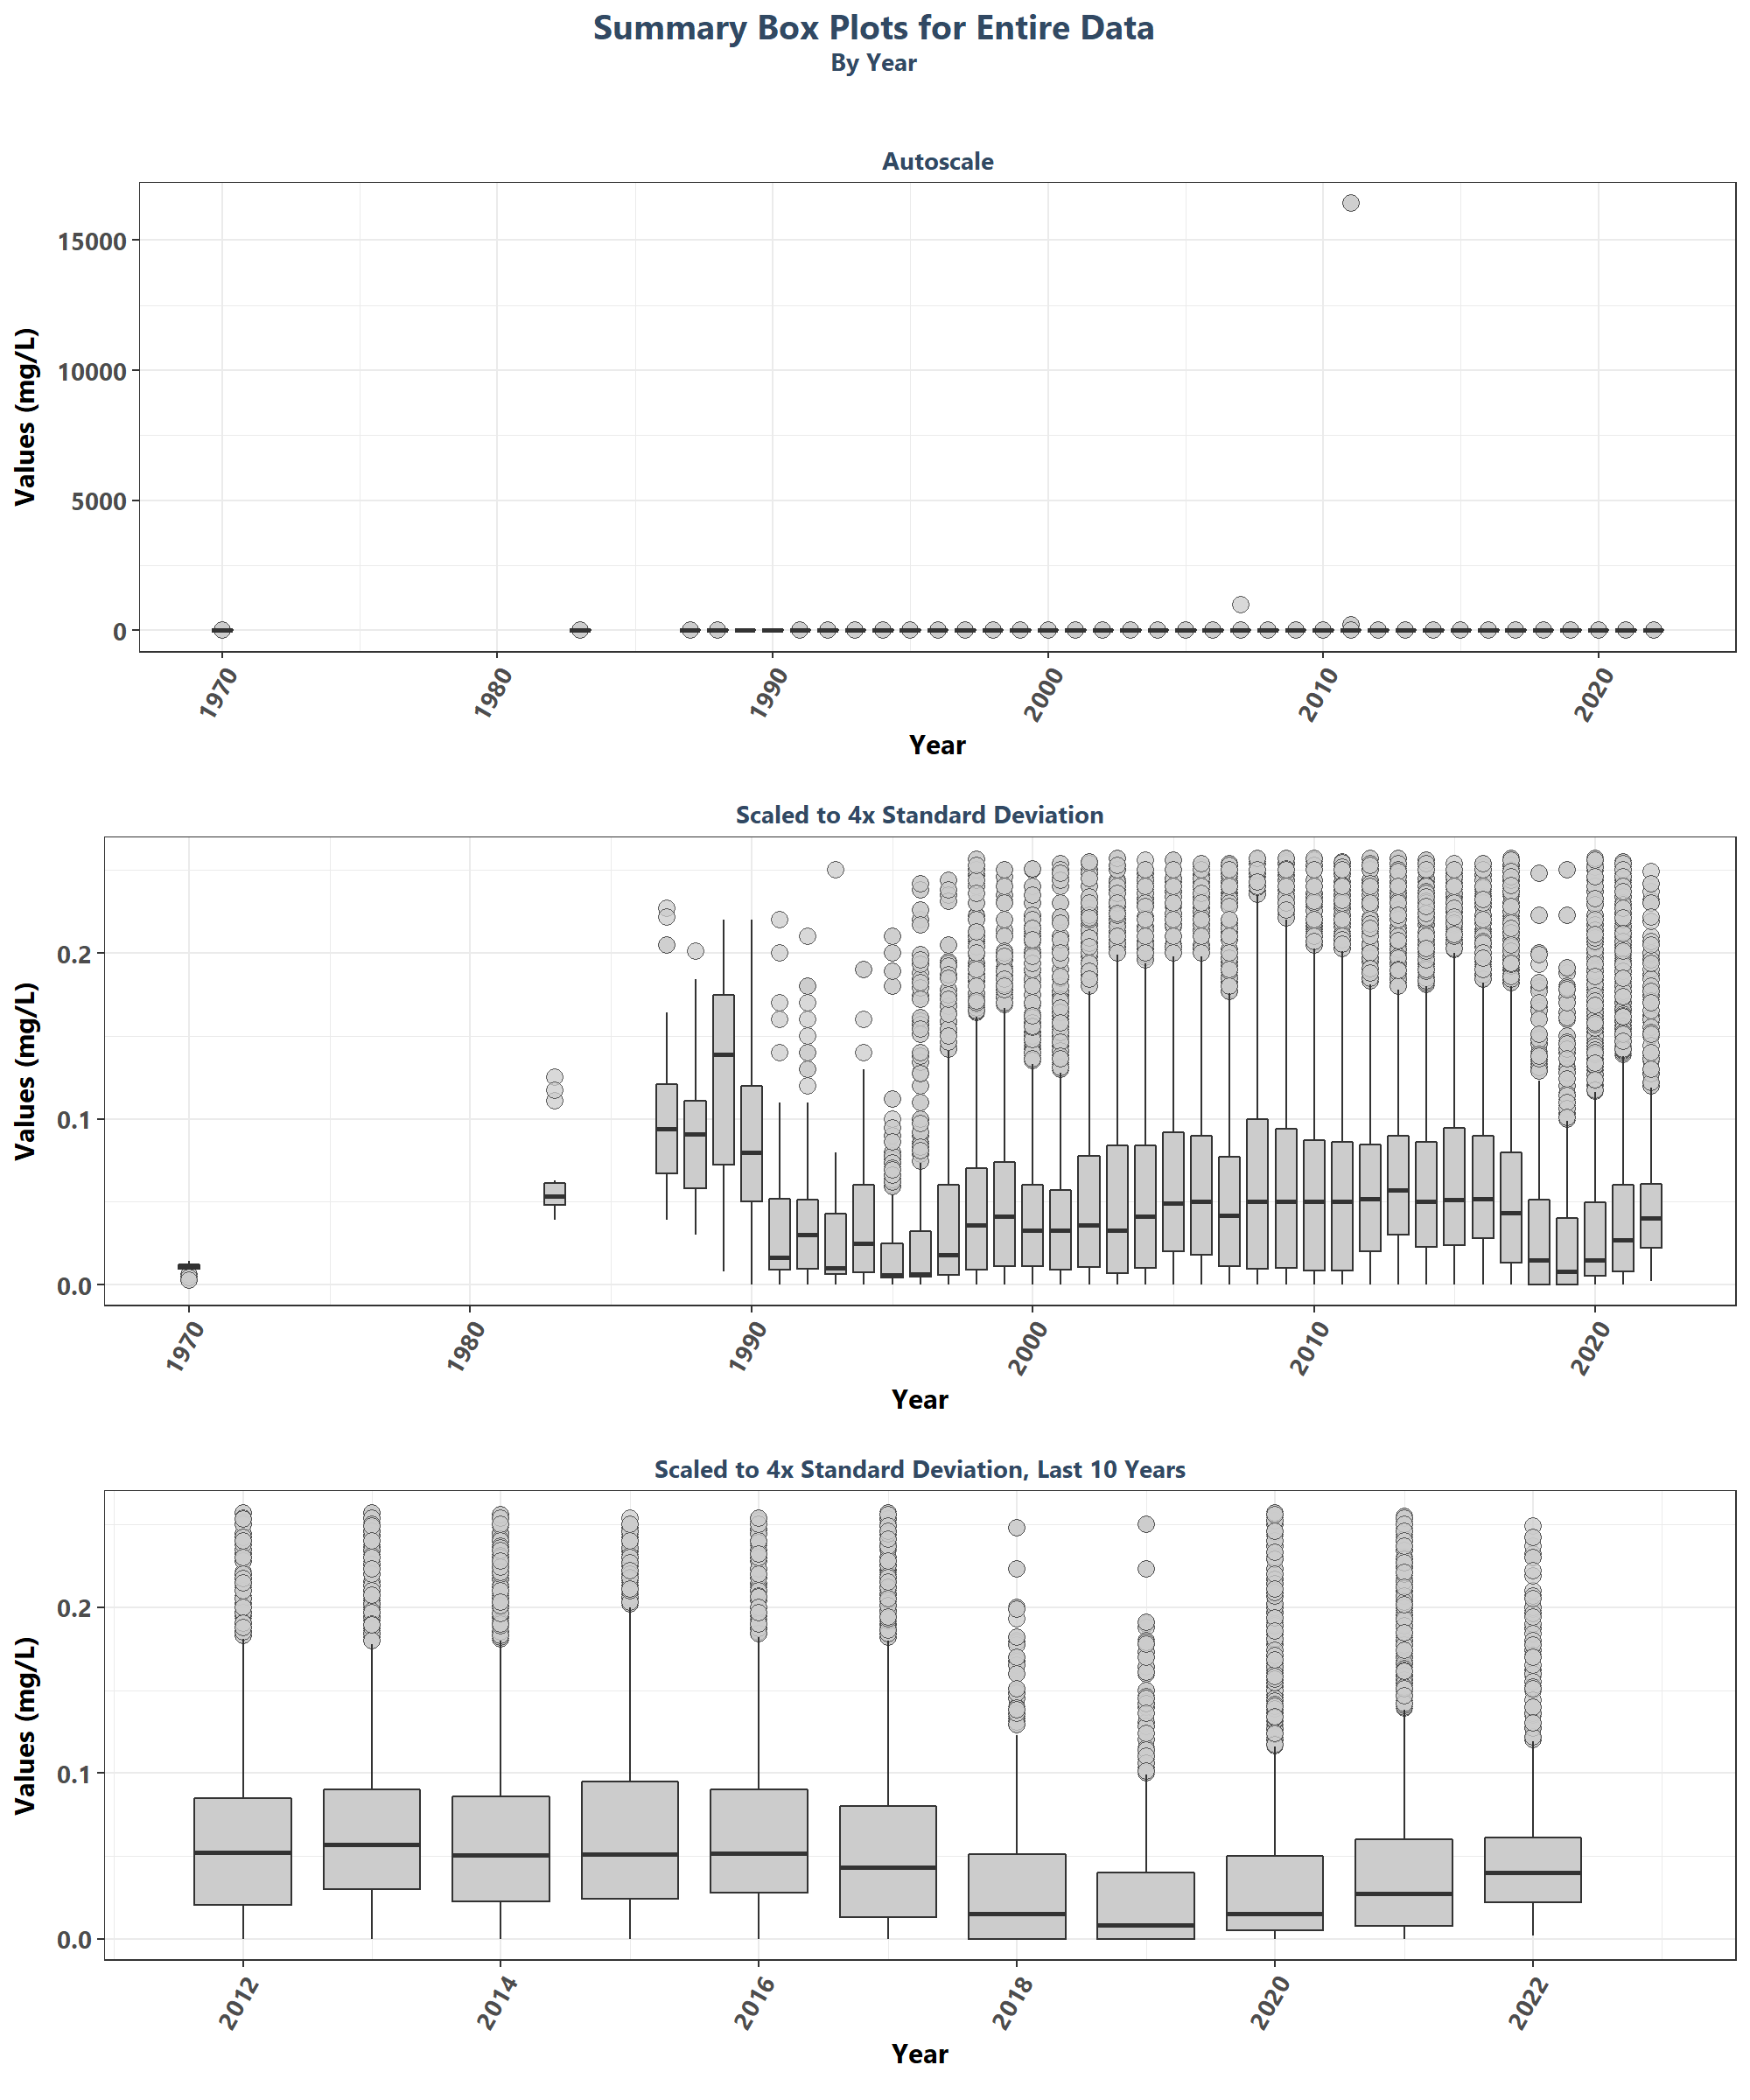 Summary Box Plots for Entire Data
By Year
Autoscale
Values (mg/L)
15000
10000
5000
0
1970
1980
1990
2000
2010
2020
Year
Scaled to 4x Standard Deviation
Values (mg/L)
0.2
0.1
0.0
1970
1980
1990
2000
2010
2020
Year
Scaled to 4x Standard Deviation, Last 10 Years
Values (mg/L)
0.2
0.1
0.0
2012
2014
2016
2018
2020
2022
Year